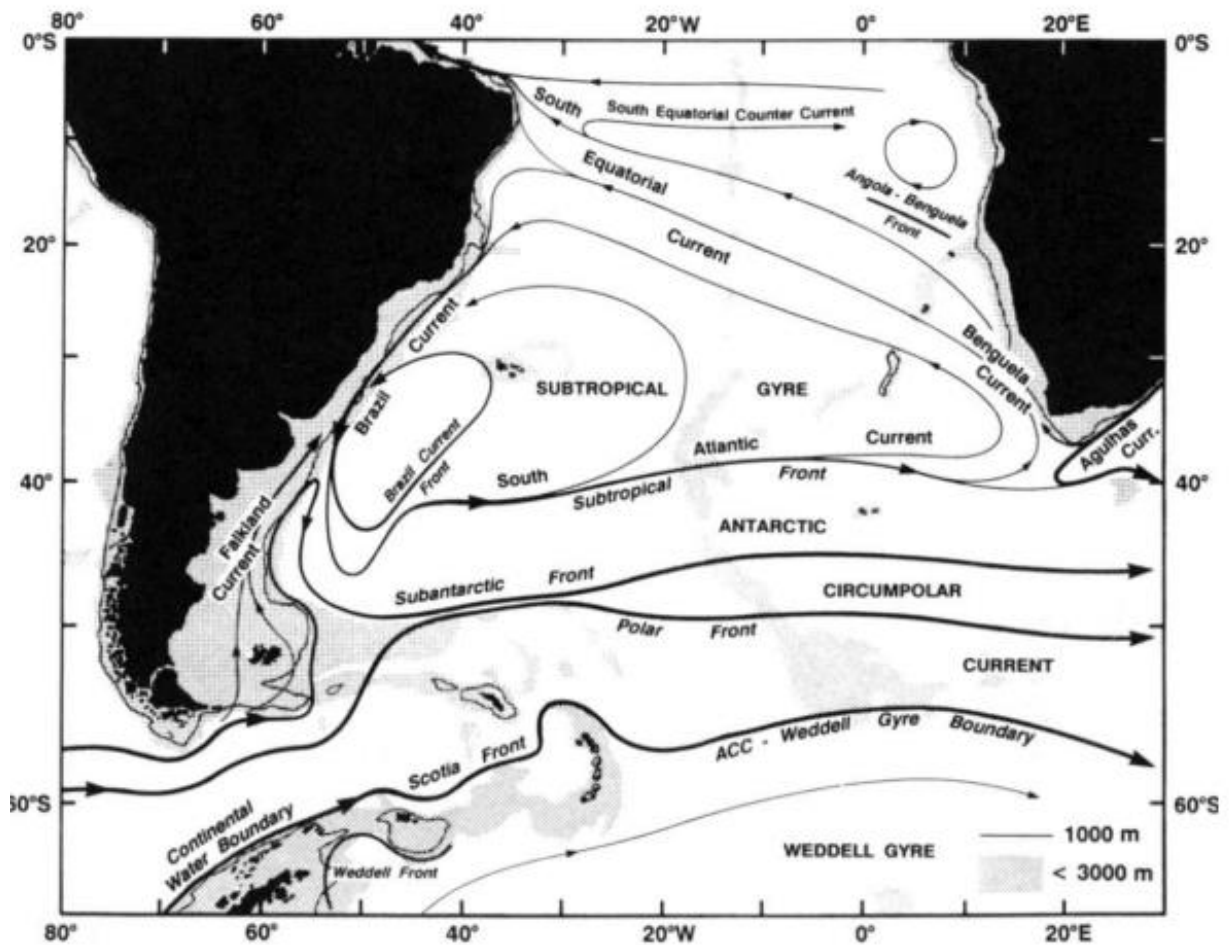 80° 60° 40° 20°W 0° 20°E
0°S 0°S
South
South Equatorial Counter Current
Equatorial
Angola - Benguela
Front
20° 20°
Current
Current
Benguela
Current
Brazil
SUBTROPICAL GYRE
Brazil Current
Front
Atlantic Current
Agulhas
Curr.
South
Subtropical Front
40° 40°
Falkland
Current
ANTARCTIC
Subantarctic Front
CIRCUMPOLAR
Polar Front
CURRENT
ACC - Weddell Gyre Boundary
Scotia Front
60°S 60°S
Continental
Water Boundary
1000 m
WEDDELL GYRE
Weddell Front
< 3000 m
80° 60° 40° 20°W 0° 20°E